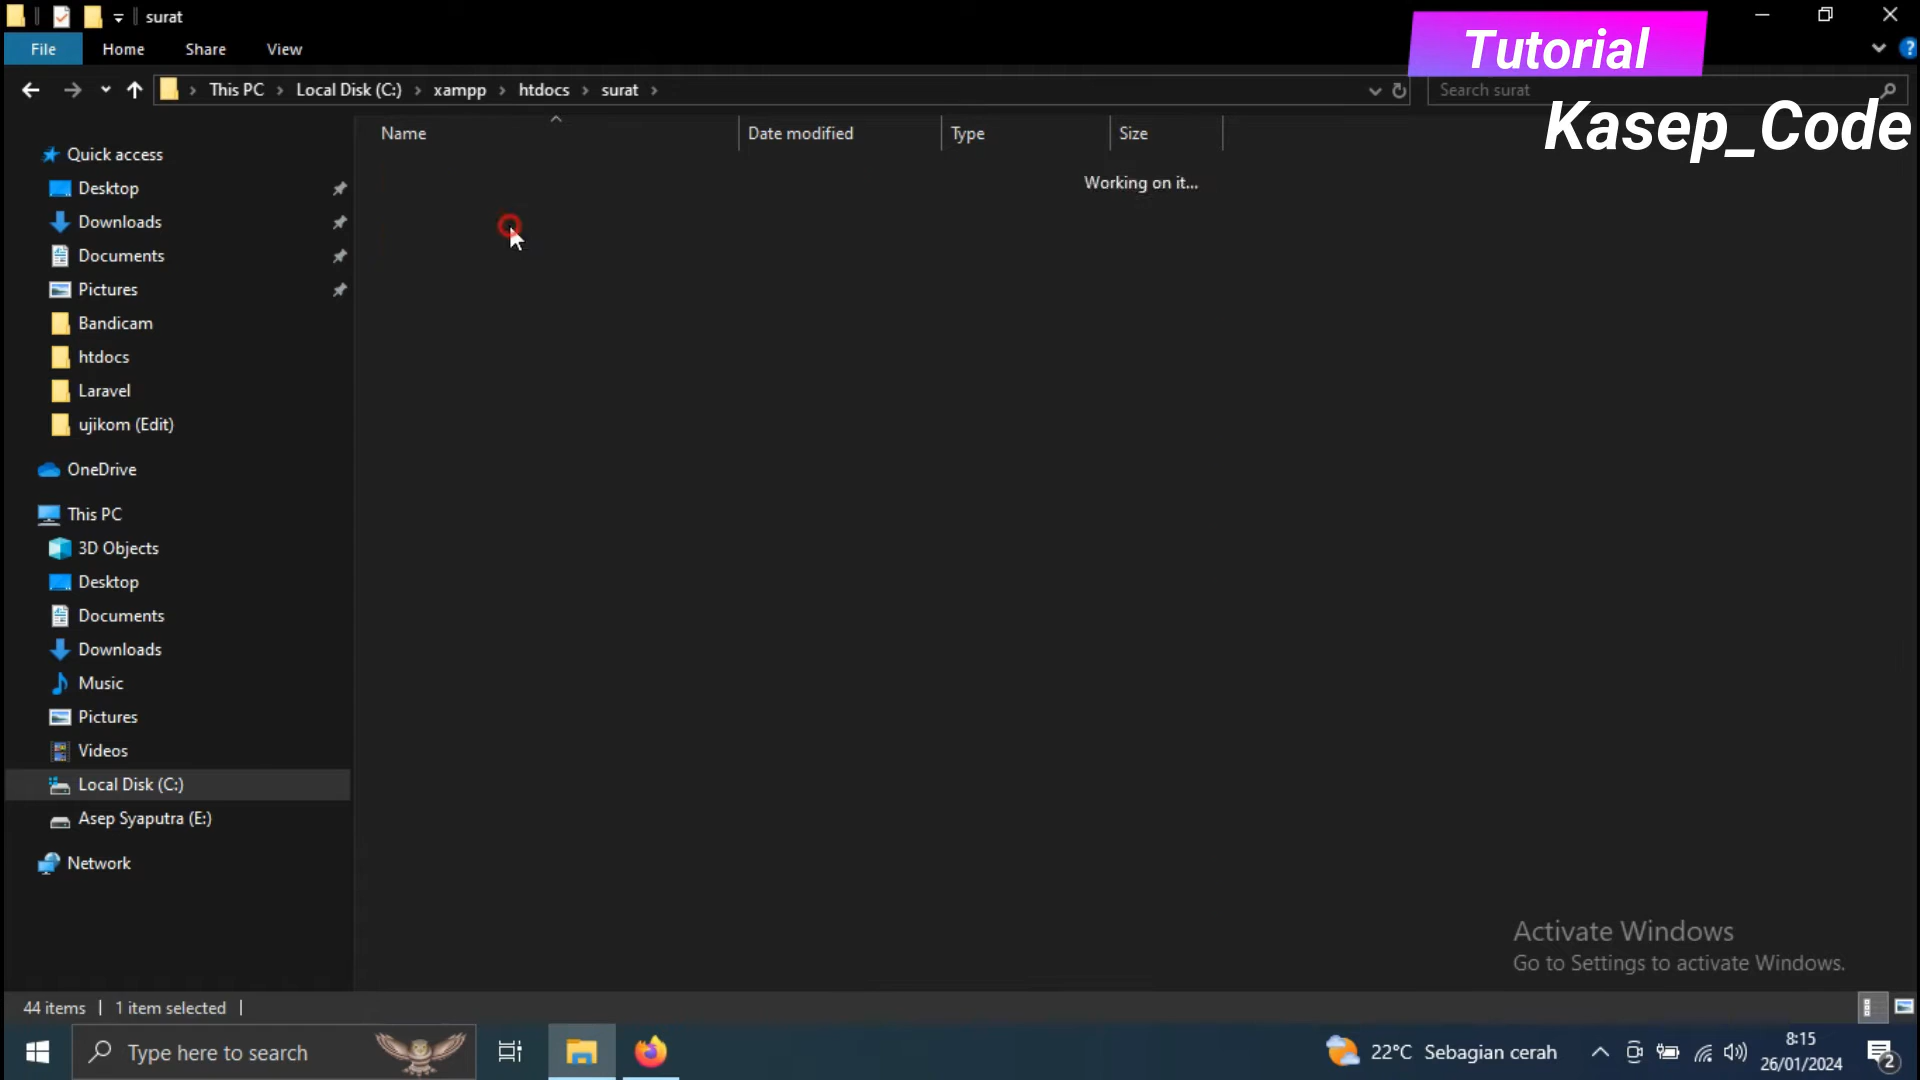 surat
File Home Share View
Tutorial
Kasep_Code
This PC Local Disk (C:) xampp htdocs surat
Search surat
Name Date modified Type Size
Working on it...
Quick access
Desktop
Downloads
Documents
Pictures
Bandicam
htdocs
Laravel
ujikom (Edit)
OneDrive
This PC
3D Objects
Desktop
Documents
Downloads
Music
Pictures
Videos
Local Disk (C:)
Asep Syaputra (E:)
Network
Activate Windows
Go to Settings to activate Windows.
44 items 1 item selected
Type here to search
22°C Sebagian cerah
8:15
26/01/2024
2